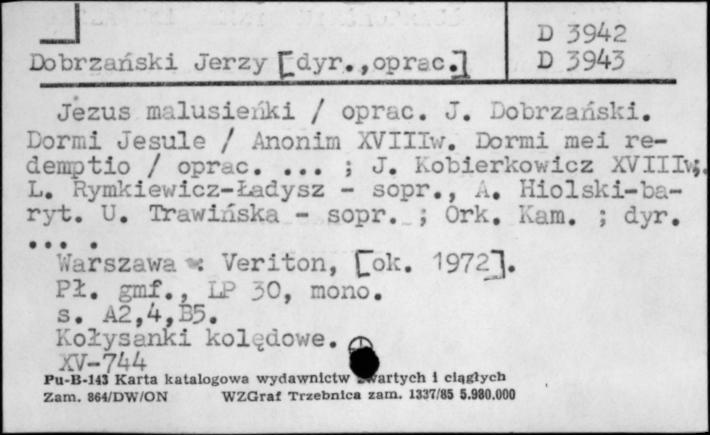 D 3942
Dobrzański Jerzy [dyr.,oprac.]
D 3943
Jezus malusieńki / oprac. J. Dobrzański.
Dormi Jesule / Anonim XVIIIw. Dormi mei re-
demptio / oprac. ... ; J. Kobierkowicz XVIIIw;.
L. Rymkiewicz-Ładysz - sopr., A. Hiolski-ba-
ryt. U. Trawińska - sopr. ; Ork. Kam. ; dyr.
... .
Warszawa : Veriton, [ok. 1972].
Pł. gmf., LP 30, mono.
s. A2,4,B5.
Kołysanki kolędowe.
XV-744
Pu-B-143 Karta katalogowa wydawnictw zwartych i ciągłych
Zam. 864/DW/ON WZGraf Trzebnica zam. 1337/85 5.980.000